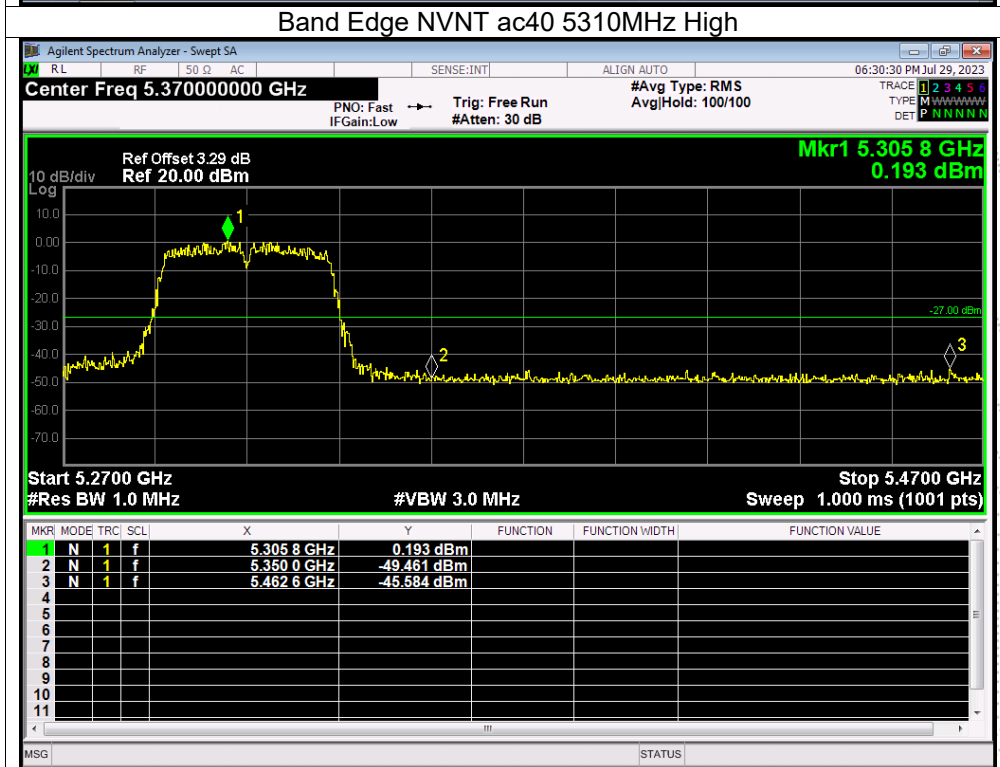 Band Edge NVNT ac40 5310MHz High
Agilent Spectrum Analyzer - Swept SA
LXI RL RF 50 Ω AC SENSE:INT ALIGN AUTO 06:30:30 PM Jul 29, 2023
Center Freq 5.370000000 GHz
PNO: Fast
IFGain:Low
Trig: Free Run
#Atten: 30 dB
#Avg Type: RMS
Avg|Hold: 100/100
TRACE 1 2 3 4 5 6
TYPE M WWWWW
DET P N N N N N
Mkr1 5.305 8 GHz
0.193 dBm
Ref Offset 3.29 dB
10 dB/div Ref 20.00 dBm
Log
10.0
0.00
-10.0
-20.0
-30.0
-40.0
-50.0
-60.0
-70.0
1
2
3
-27.00 dBm
Start 5.2700 GHz Stop 5.4700 GHz
#Res BW 1.0 MHz #VBW 3.0 MHz Sweep 1.000 ms (1001 pts)
MKR MODE TRC SCL X Y FUNCTION FUNCTION WIDTH FUNCTION VALUE
1 N 1 f 5.305 8 GHz 0.193 dBm
2 N 1 f 5.350 0 GHz -49.461 dBm
3 N 1 f 5.462 6 GHz -45.584 dBm
4
5
6
7
8
9
10
11
MSG STATUS